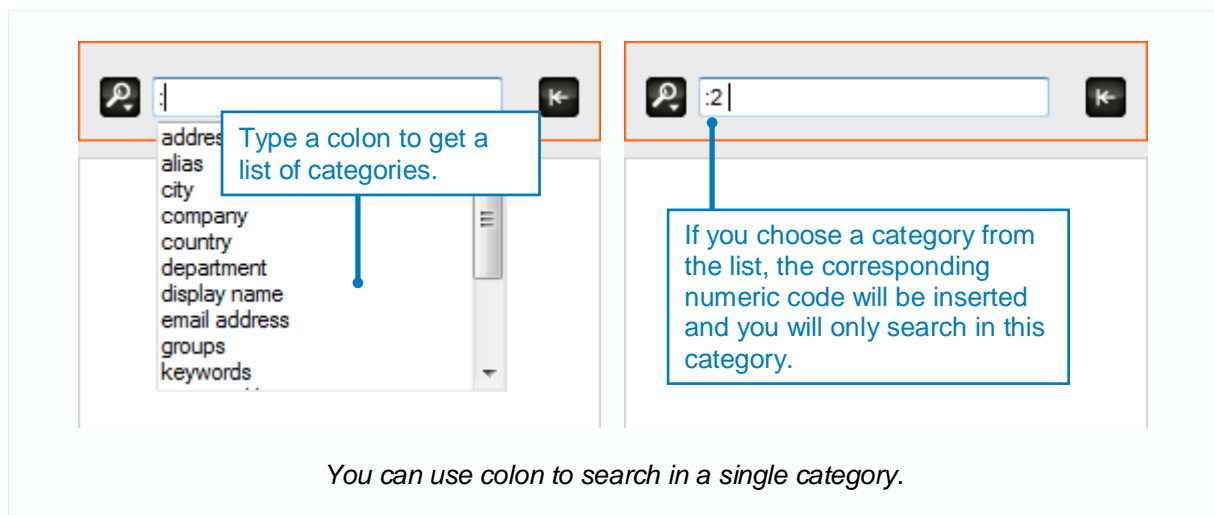 :
addres
alias
city
company
country
department
display name
email address
groups
keywords
Type a colon to get a
list of categories.
:2
If you choose a category from
the list, the corresponding
numeric code will be inserted
and you will only search in this
category.
You can use colon to search in a single category.